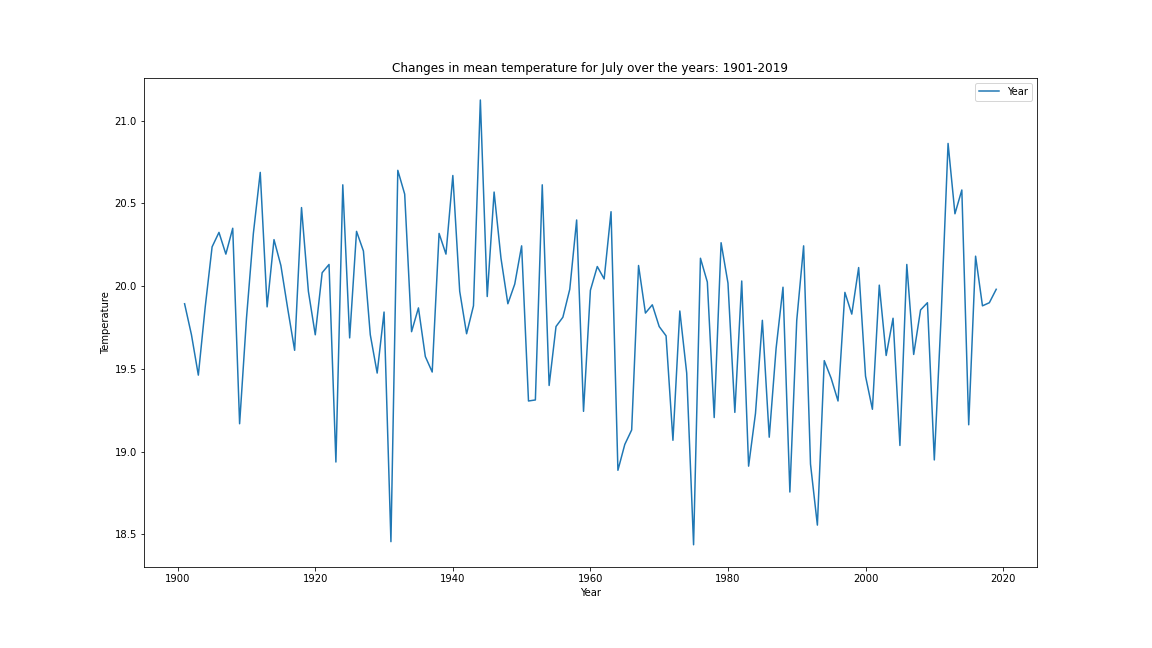 Changes in mean temperature for July over the years: 1901-2019
Year
21.0
20.5
20.0
19.5
19.0
18.5
Temperature
1900 1920 1940 1960 1980 2000 2020
Year